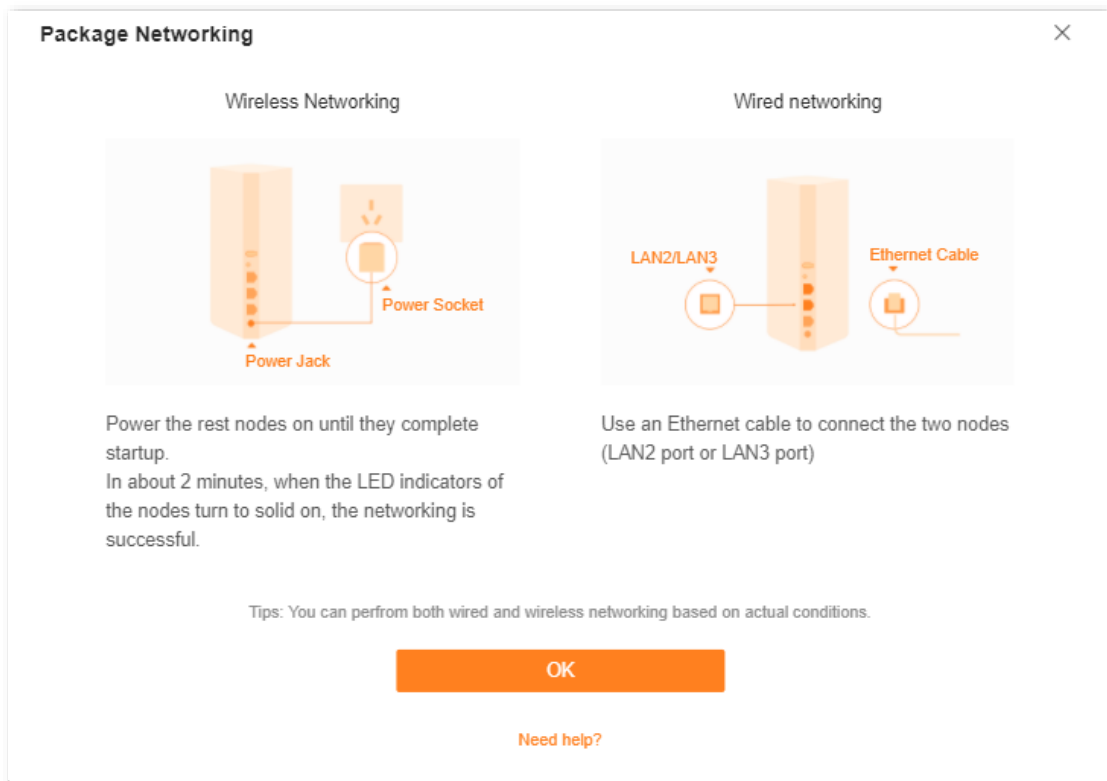 Package Networking
Wireless Networking
Power Socket
Power Jack
Power the rest nodes on until they complete
startup.
In about 2 minutes, when the LED indicators of
the nodes turn to solid on, the networking is
successful.
Wired networking
LAN2/LAN3
Ethernet Cable
Use an Ethernet cable to connect the two nodes
(LAN2 port or LAN3 port)
Tips: You can perfrom both wired and wireless networking based on actual conditions.
OK
Need help?